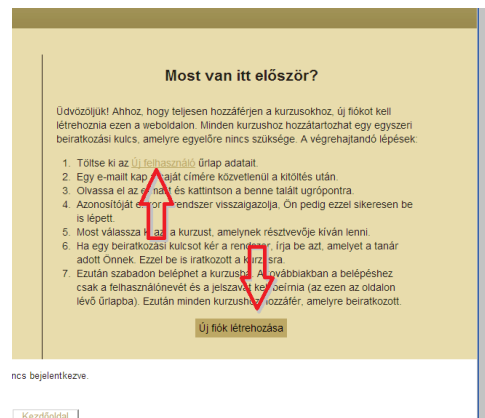 Most van itt először?
Üdvözöljük! Ahhoz, hogy teljesen hozzáférjen a kurzusokhoz, új fiókot kell
létrehoznia ezen a weboldalon. Minden kurzushoz hozzátartozhat egy egyszeri
beiratkozási kulcs, amelyre egyelőre nincs szüksége. A végrehajtandó lépések:
1. Töltse ki az Új felhasználó űrlap adatait.
2. Egy e-mailt kap saját címére közvetlenül a kitöltés után.
3. Olvassa el az e-mailt és kattintson a benne talált ugrópontra.
4. Azonosítóját a rendszer visszaigazolja, Ön pedig ezzel sikeresen be
is lépett.
5. Most válassza ki azt a kurzust, amelynek résztvevője kíván lenni.
6. Ha egy beiratkozási kulcsot kér a rendszer, írja be azt, amelyet a tanár
adott Önnek. Ezzel be is iratkozott a kurzusra.
7. Ezután szabadon beléphet a kurzusba. A továbbiakban a belépéshez
csak a felhasználónevét és a jelszavát kell beírnia (az ezen az oldalon
lévő űrlapba). Ezután minden kurzushoz hozzáfér, amelyre beiratkozott.
Új fiók létrehozása
ncs bejelentkezve.
Kezdőoldal